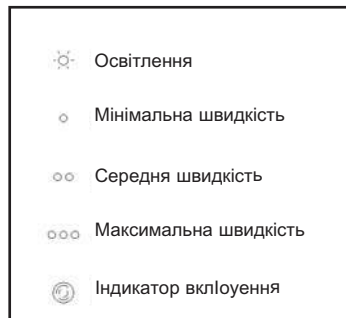 Освітлення
Мінімальна швидкість
Середня швидкість
Максимальна швидкість
Індикатор вклІоуення